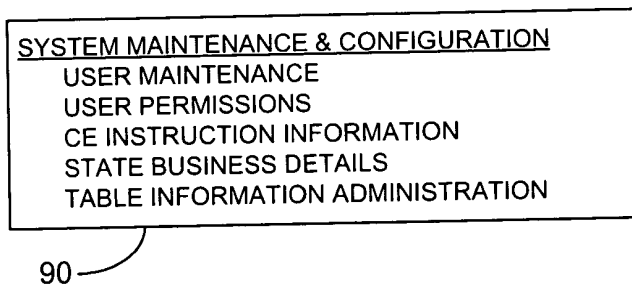 SYSTEM MAINTENANCE & CONFIGURATION
USER MAINTENANCE
USER PERMISSIONS
CE INSTRUCTION INFORMATION
STATE BUSINESS DETAILS
TABLE INFORMATION ADMINISTRATION
90